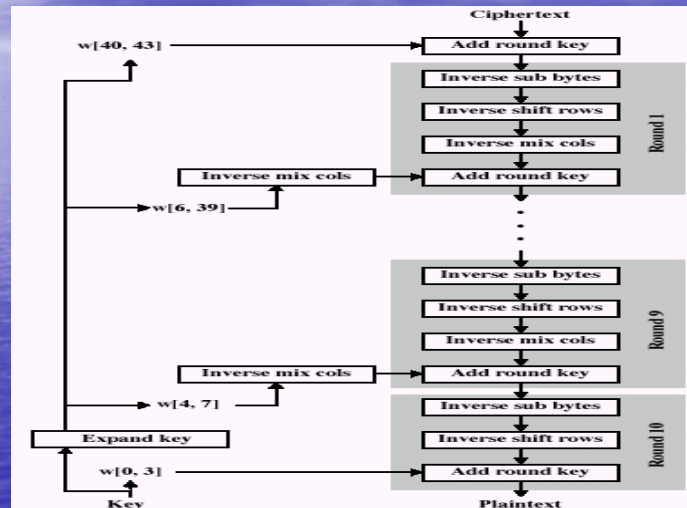 Ciphertext
w[40, 43]
Add round key
Inverse sub bytes
Inverse shift rows
Inverse mix cols
Add round key
Round 1
Inverse mix cols
w[6, 39]
Inverse sub bytes
Inverse shift rows
Inverse mix cols
Add round key
Round 9
Inverse mix cols
w[4, 7]
Expand key
Inverse sub bytes
Inverse shift rows
Add round key
Round 10
w[0, 3]
Key
Plaintext